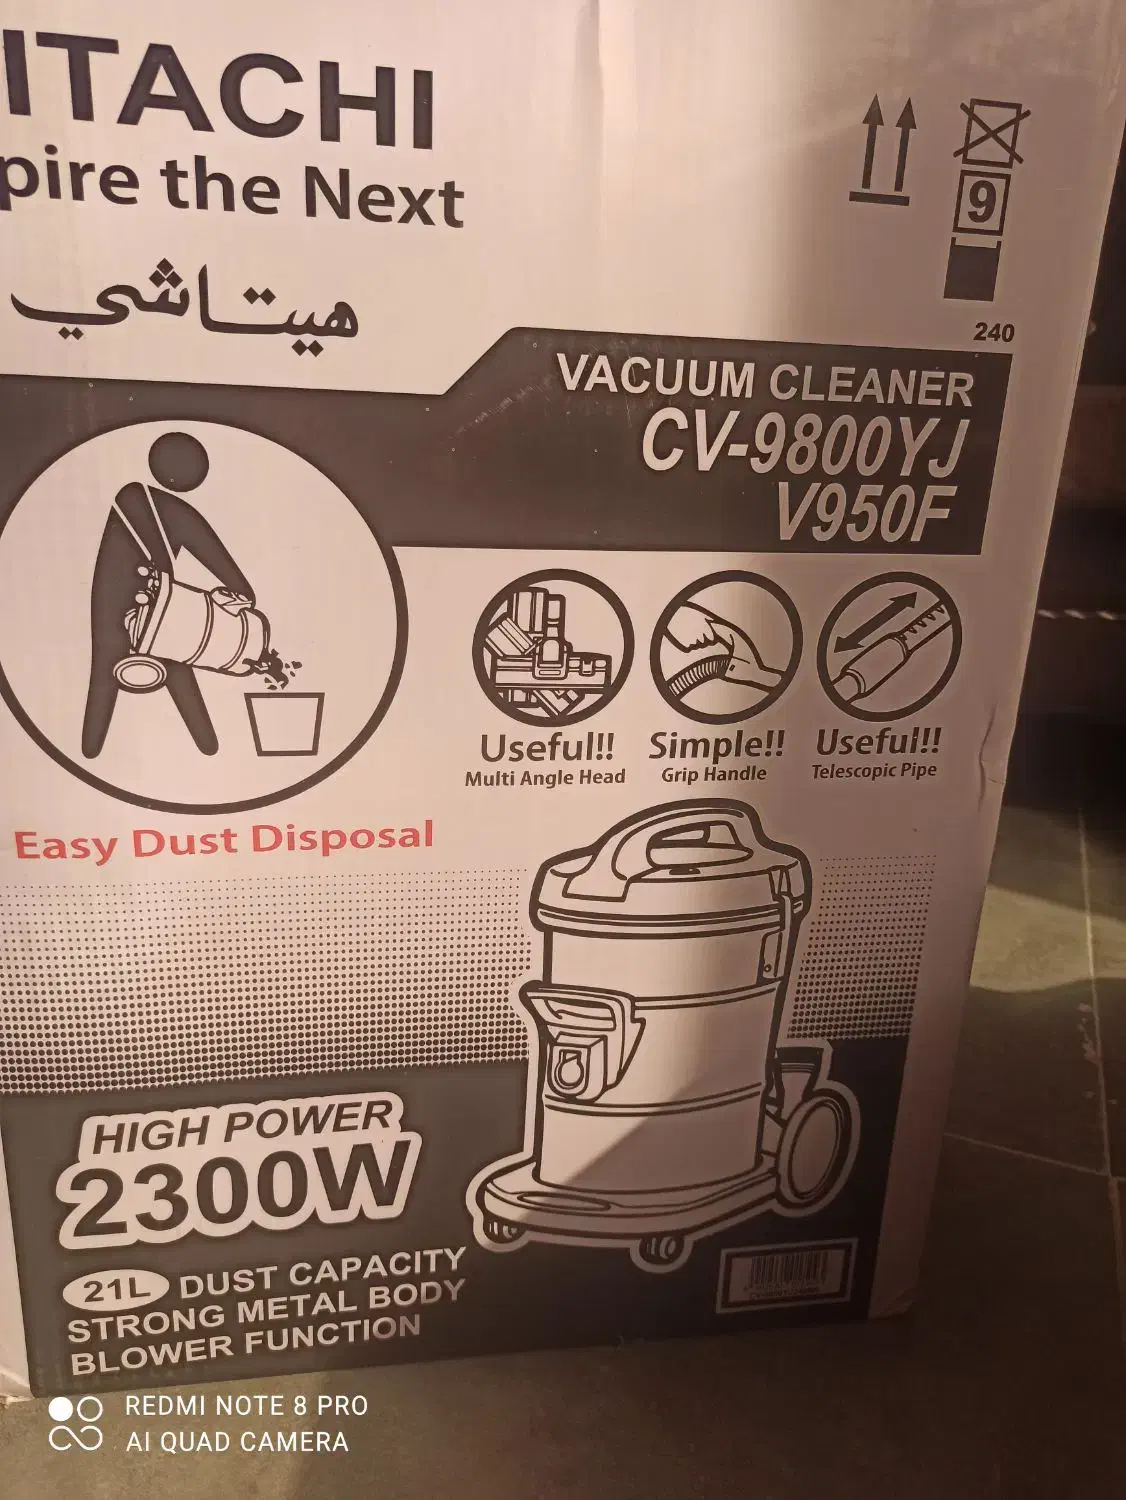 ITACHI
pire the Next
هيتاشي
9
240
VACUUM CLEANER
CV-9800YJ
V950F
Useful!!
Multi Angle Head
Simple!!
Grip Handle
Useful!!
Telescopic Pipe
Easy Dust Disposal
HIGH POWER
2300W
21L DUST CAPACITY
STRONG METAL BODY
BLOWER FUNCTION
REDMI NOTE 8 PRO
AI QUAD CAMERA